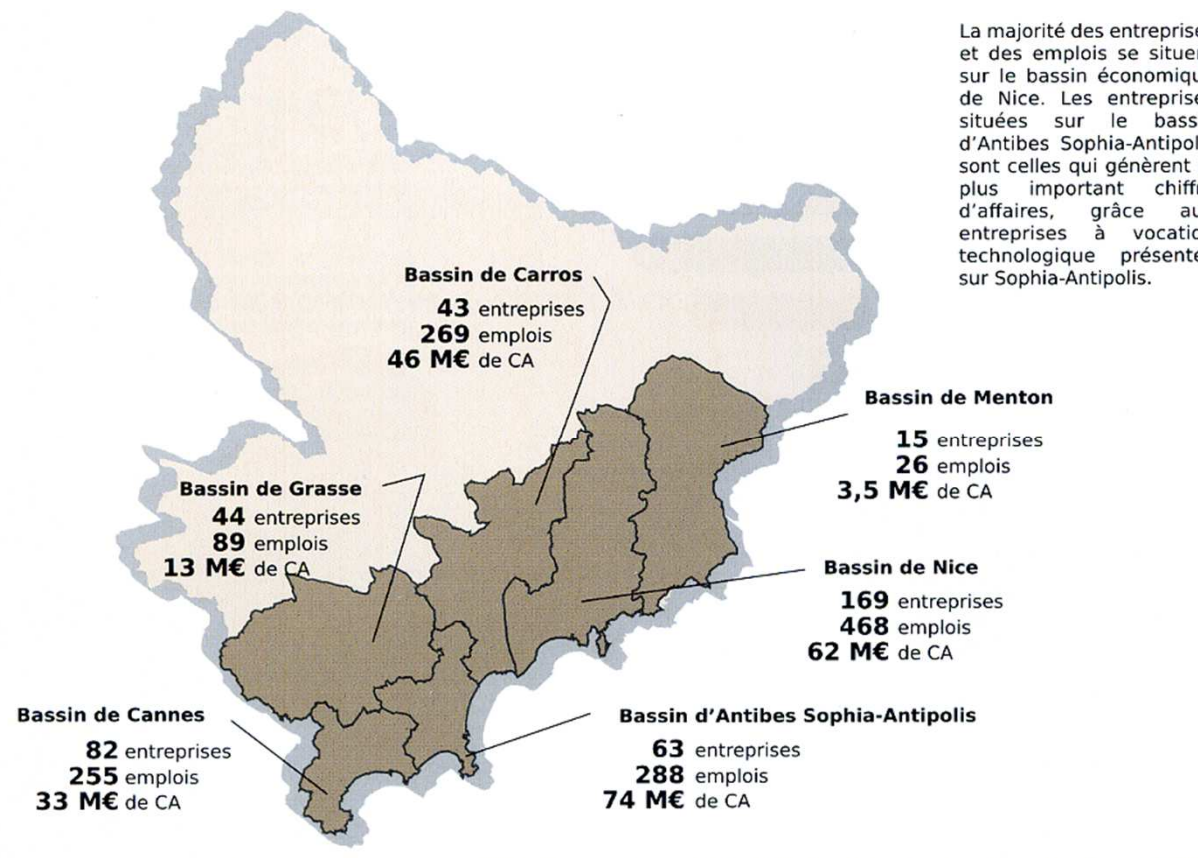 La majorité des entreprise
et des emplois se situer
sur le bassin économiqu
de Nice. Les entreprise
situées sur le bass
d'Antibes Sophia-Antipol
sont celles qui génèrent
plus important chiffr
d'affaires, grâce au
entreprises à vocatio
technologique présente
sur Sophia-Antipolis.
Bassin de Carros
43 entreprises
269 emplois
46 M€ de CA
Bassin de Menton
15 entreprises
26 emplois
3,5 M€ de CA
Bassin de Grasse
44 entreprises
89 emplois
13 M€ de CA
Bassin de Nice
169 entreprises
468 emplois
62 M€ de CA
Bassin de Cannes
82 entreprises
255 emplois
33 M€ de CA
Bassin d'Antibes Sophia-Antipolis
63 entreprises
288 emplois
74 M€ de CA